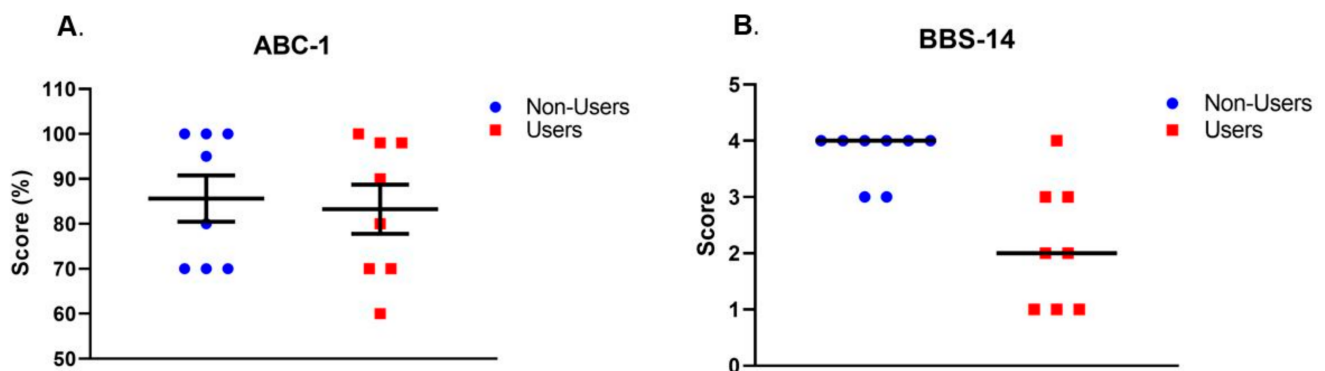 A.
ABC-1
110
100
90
80
70
60
50
Score (%)
Non-Users
Users
B.
BBS-14
5
4
3
2
1
0
Score
Non-Users
Users